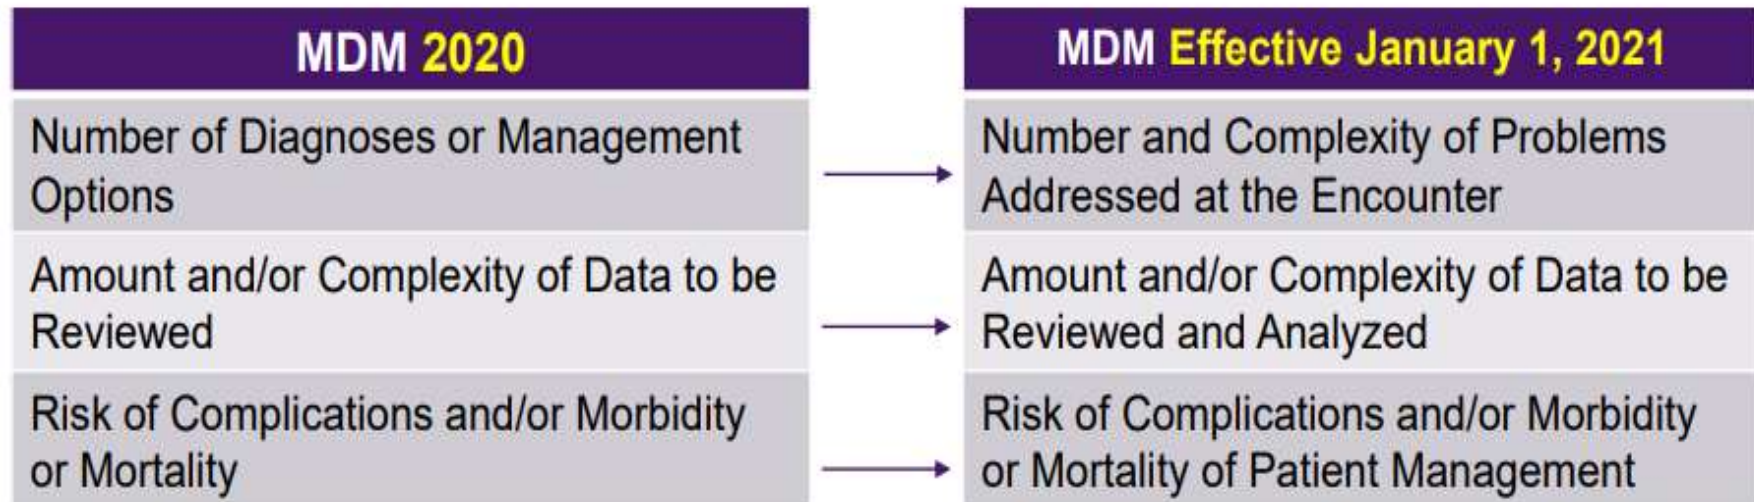 MDM 2020
MDM Effective January 1, 2021
Number of Diagnoses or Management
Options
Number and Complexity of Problems
Addressed at the Encounter
Amount and/or Complexity of Data to be
Reviewed
Amount and/or Complexity of Data to be
Reviewed and Analyzed
Risk of Complications and/or Morbidity
or Mortality
Risk of Complications and/or Morbidity
or Mortality of Patient Management